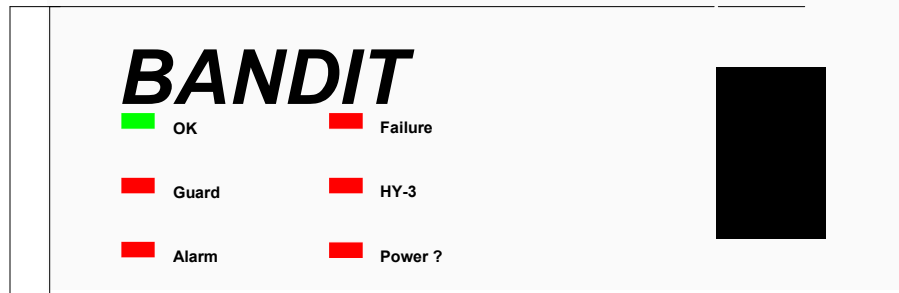 BANDIT
OK
Failure
Guard
HY-3
Alarm
Power ?